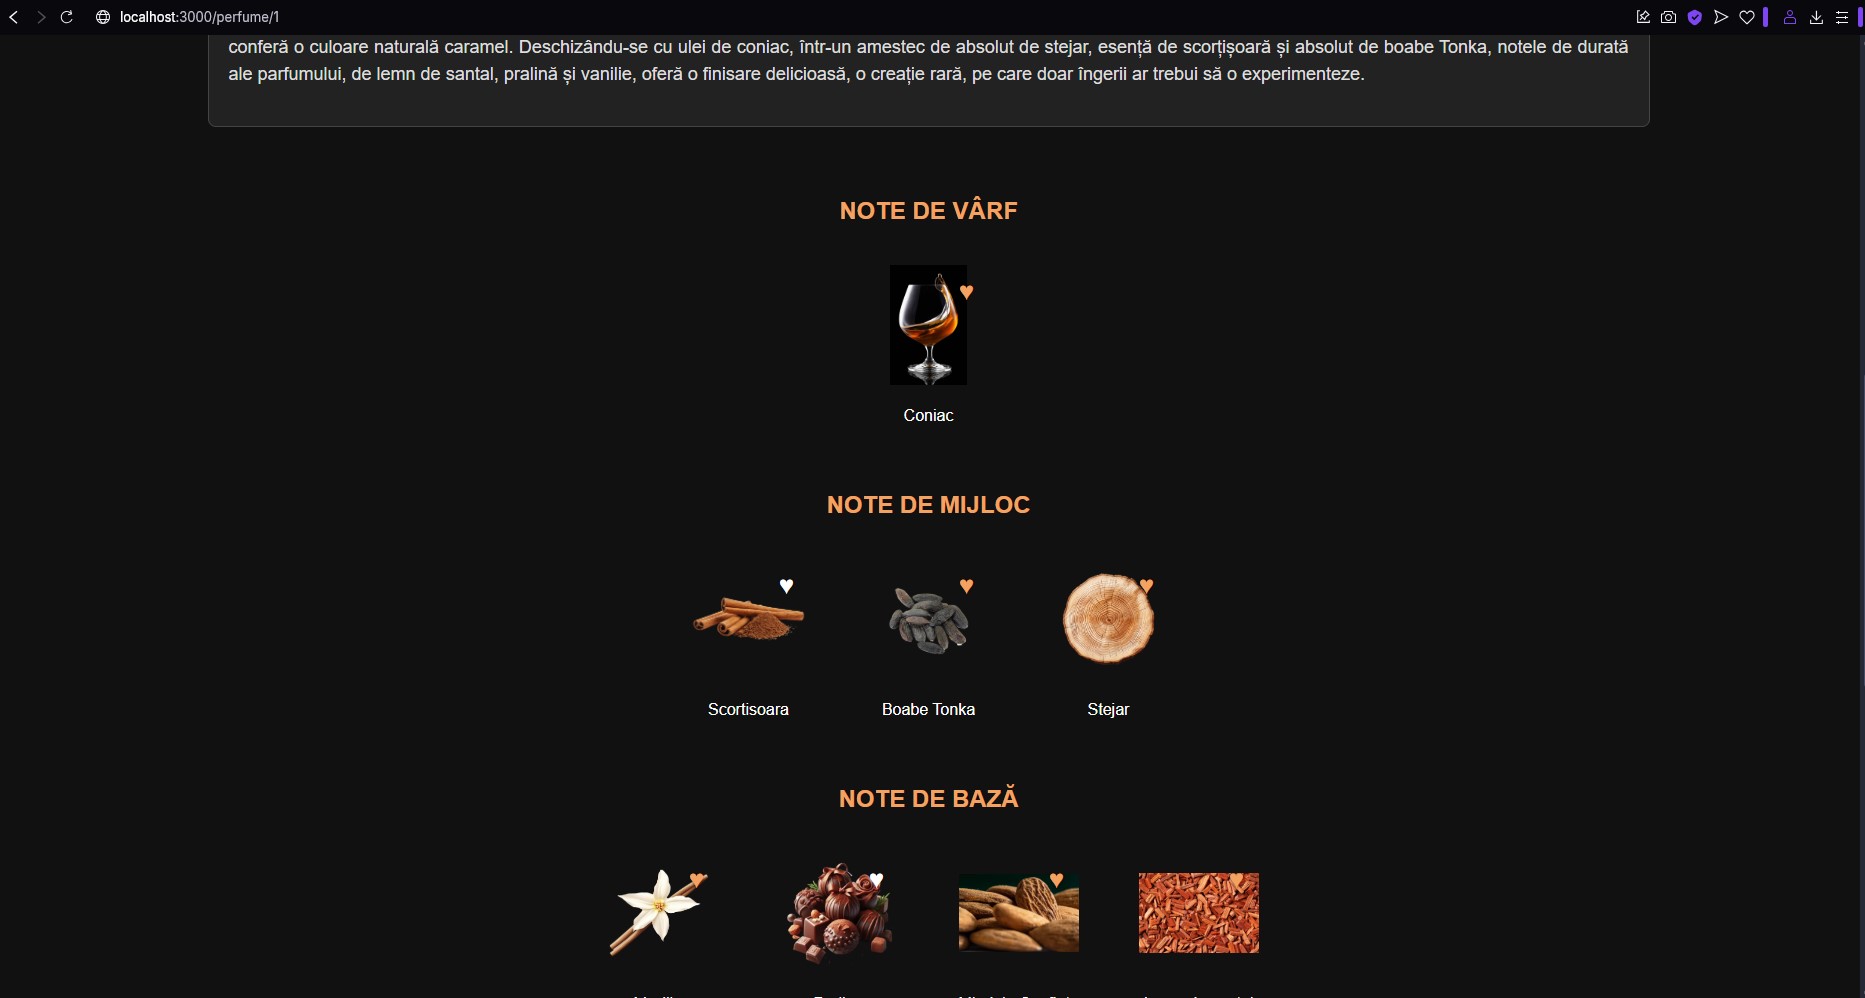 localhost:3000/perfume/1
conferă o culoare naturală caramel. Deschizându-se cu ulei de coniac, într-un amestec de absolut de stejar, esență de scorțișoară și absolut de boabe Tonka, notele de durată
ale parfumului, de lemn de santal, pralină și vanilie, oferă o finisare delicioasă, o creație rară, pe care doar îngerii ar trebui să o experimenteze.
NOTE DE VÂRF
Coniac
NOTE DE MIJLOC
Scortisoara Boabe Tonka Stejar
NOTE DE BAZĂ